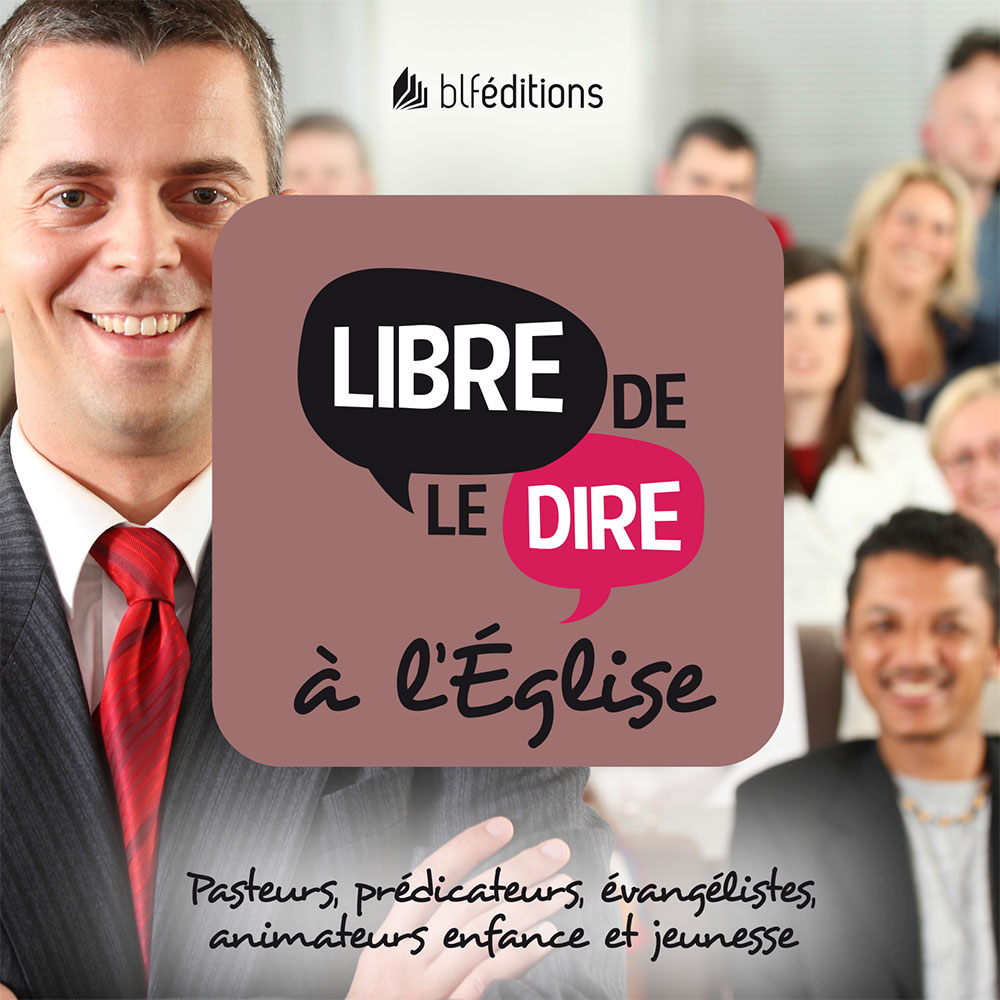 blféditions
LIBRE DE
LE DIRE
à l'Église
Pasteurs, prédicateurs, évangélistes,
animateurs enfance et jeunesse